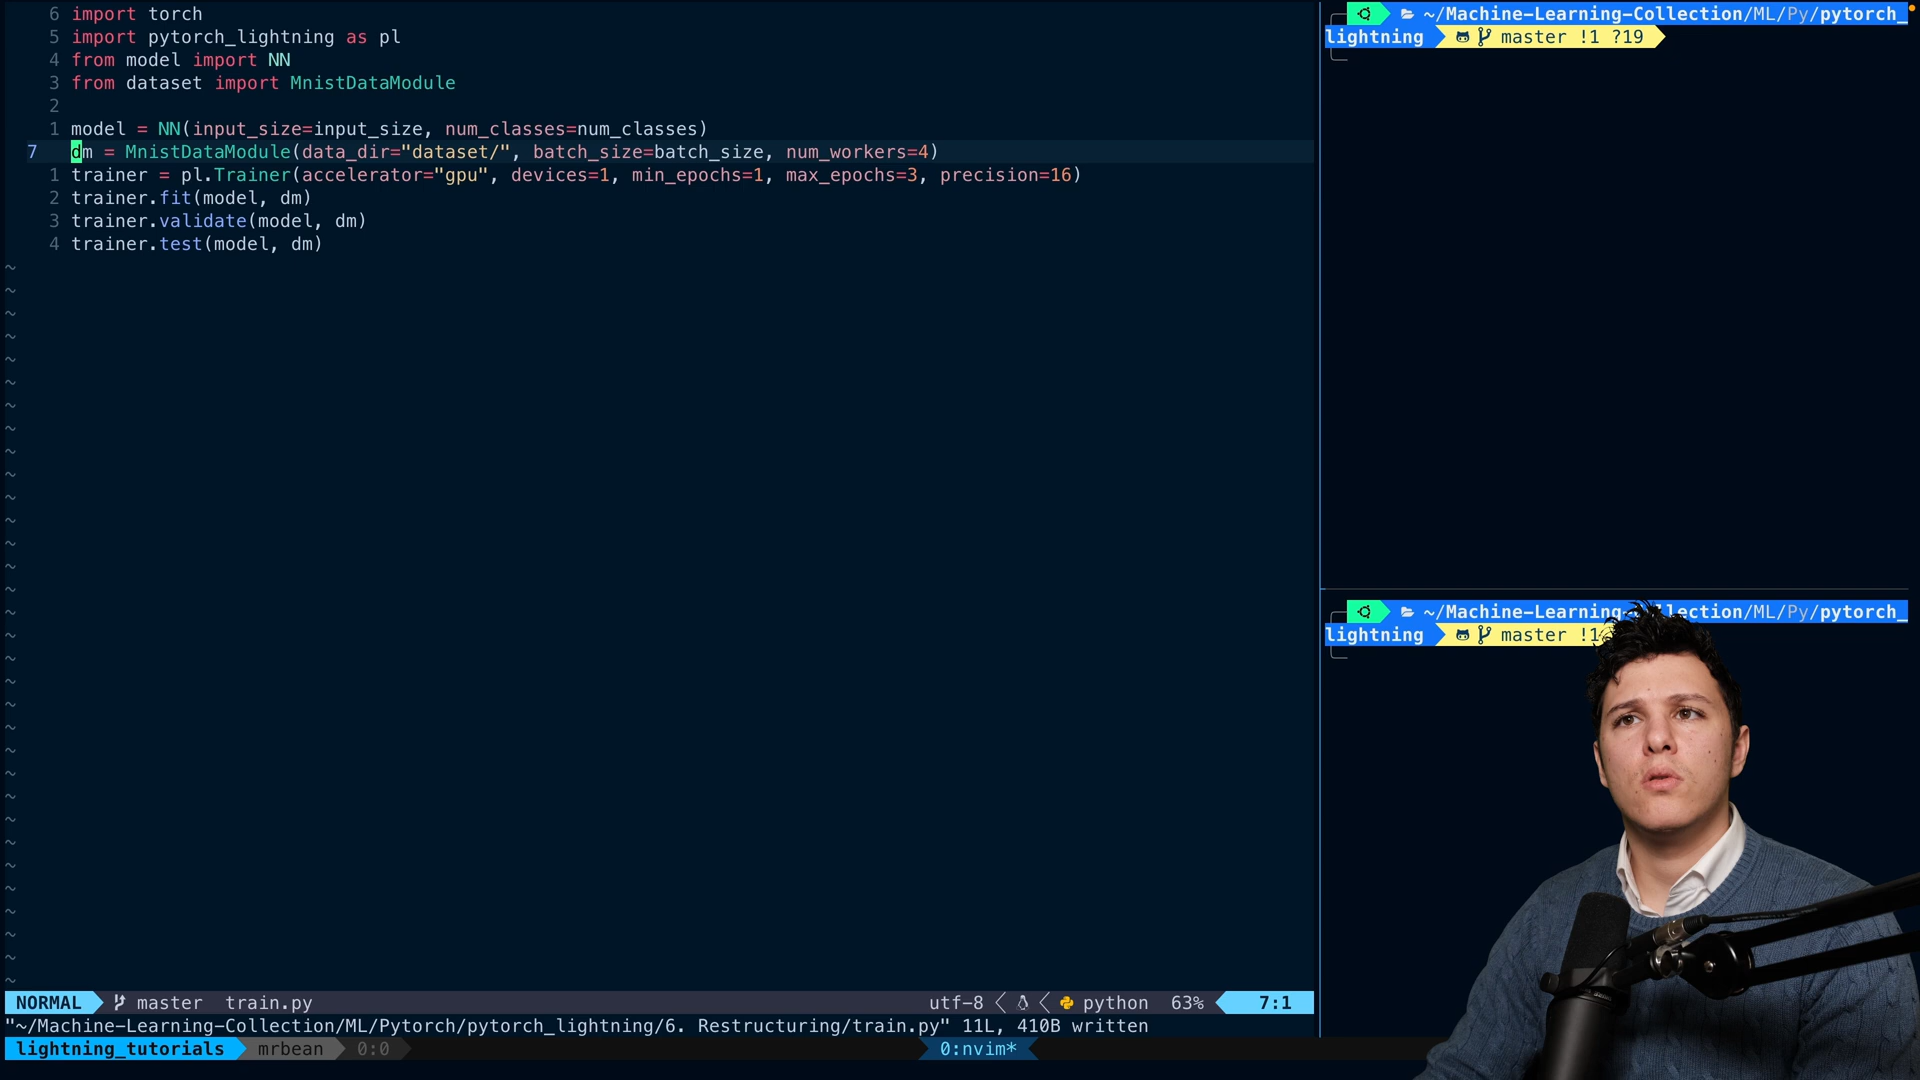 6 import torch
5 import pytorch_lightning as pl
4 from model import NN
3 from dataset import MnistDataModule
2
1 model = NN(input_size=input_size, num_classes=num_classes)
7 dm = MnistDataModule(data_dir="dataset/", batch_size=batch_size, num_workers=4)
1 trainer = pl.Trainer(accelerator="gpu", devices=1, min_epochs=1, max_epochs=3, precision=16)
2 trainer.fit(model, dm)
3 trainer.validate(model, dm)
4 trainer.test(model, dm)
NORMAL master train.py utf-8 python 63% 7:1
"~/Machine-Learning-Collection/ML/Pytorch/pytorch_lightning/6. Restructuring/train.py" 11L, 410B written
lightning_tutorials mrbean 0:0 0:nvim*
~/Machine-Learning-Collection/ML/Py/pytorch_
lightning master !1 ?19
~/Machine-Learning-Collection/ML/Py/pytorch_
lightning master !1